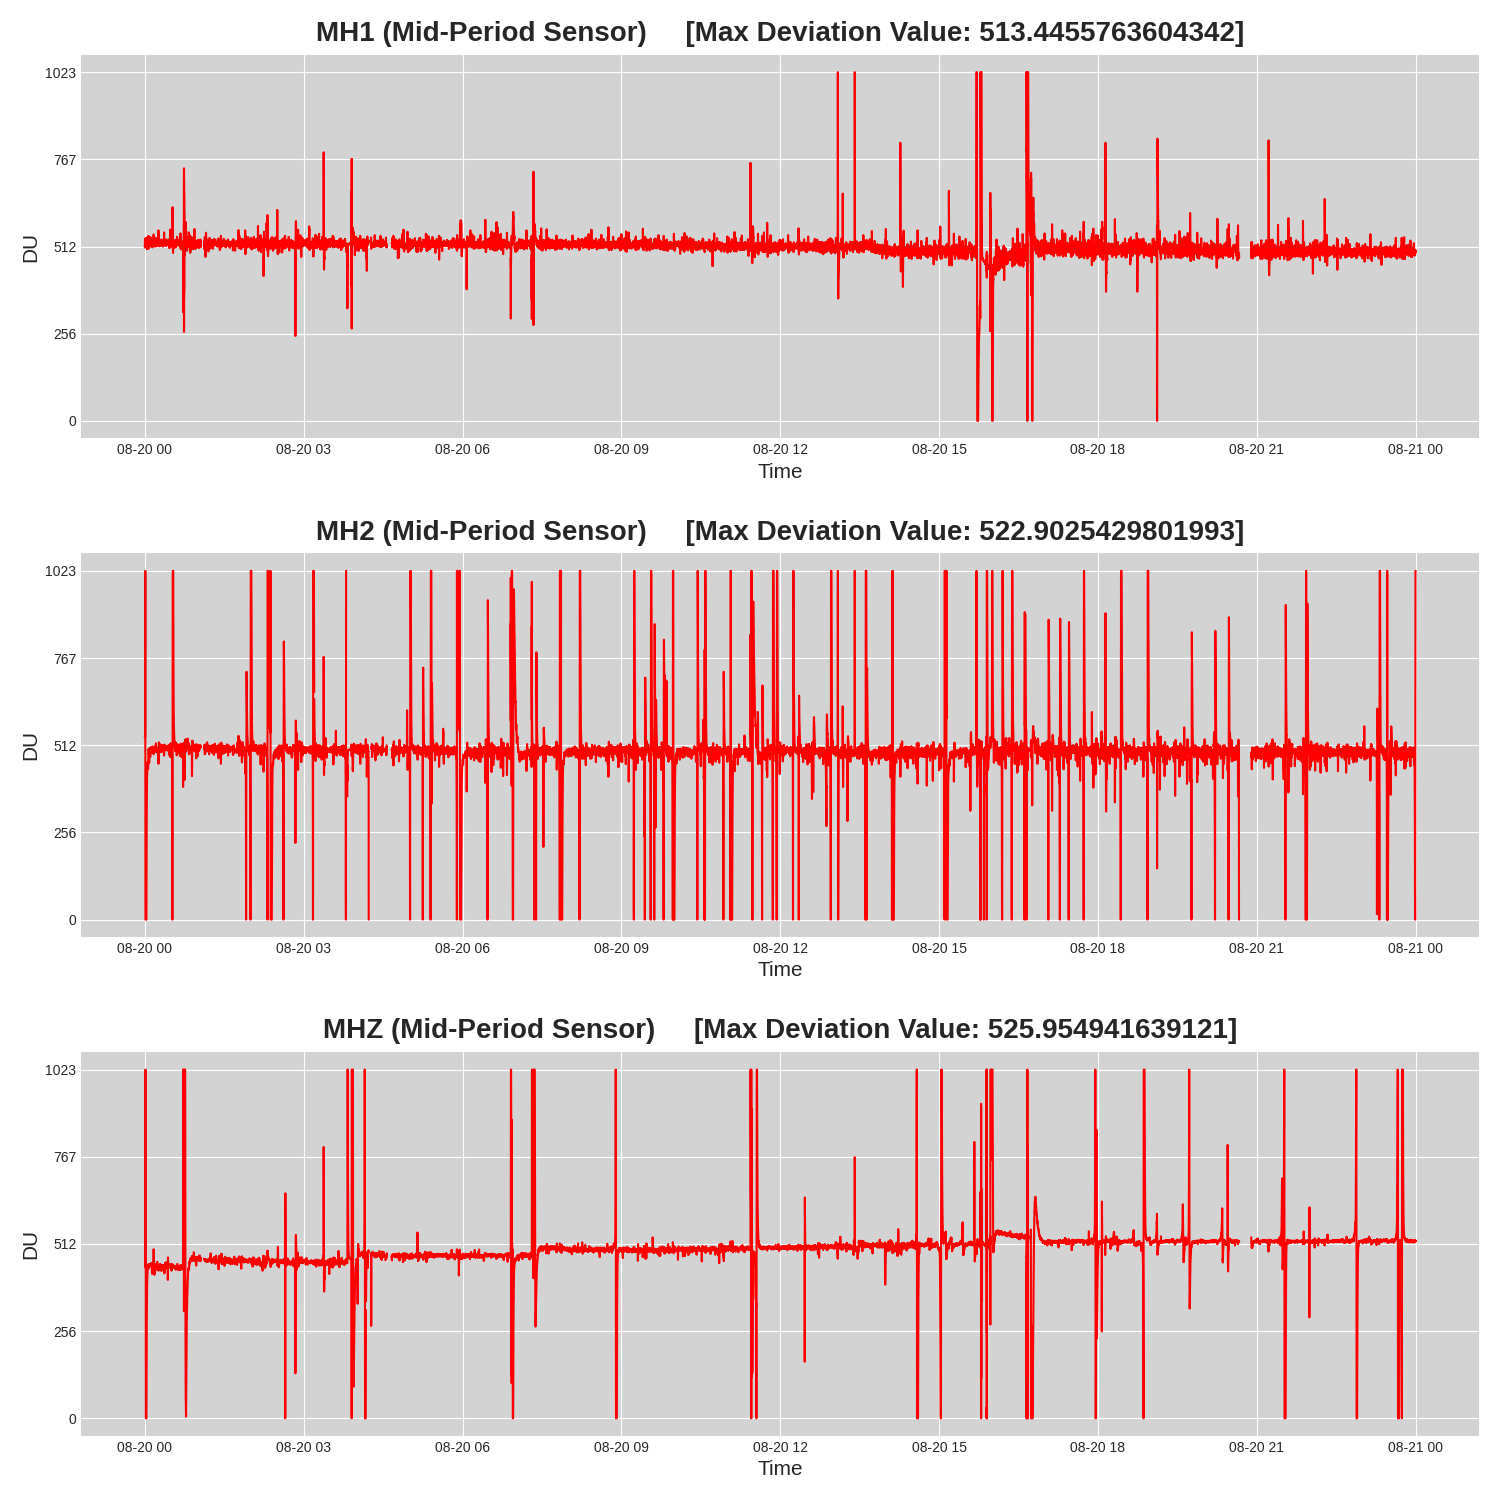 MH1 (Mid-Period Sensor) [Max Deviation Value: 513.4455763604342]
1023
767
512
256
0
DU
08-20 00 08-20 03 08-20 06 08-20 09 08-20 12 08-20 15 08-20 18 08-20 21 08-21 00
Time
MH2 (Mid-Period Sensor) [Max Deviation Value: 522.9025429801993]
1023
767
512
256
0
DU
08-20 00 08-20 03 08-20 06 08-20 09 08-20 12 08-20 15 08-20 18 08-20 21 08-21 00
Time
MHZ (Mid-Period Sensor) [Max Deviation Value: 525.954941639121]
1023
767
512
256
0
DU
08-20 00 08-20 03 08-20 06 08-20 09 08-20 12 08-20 15 08-20 18 08-20 21 08-21 00
Time